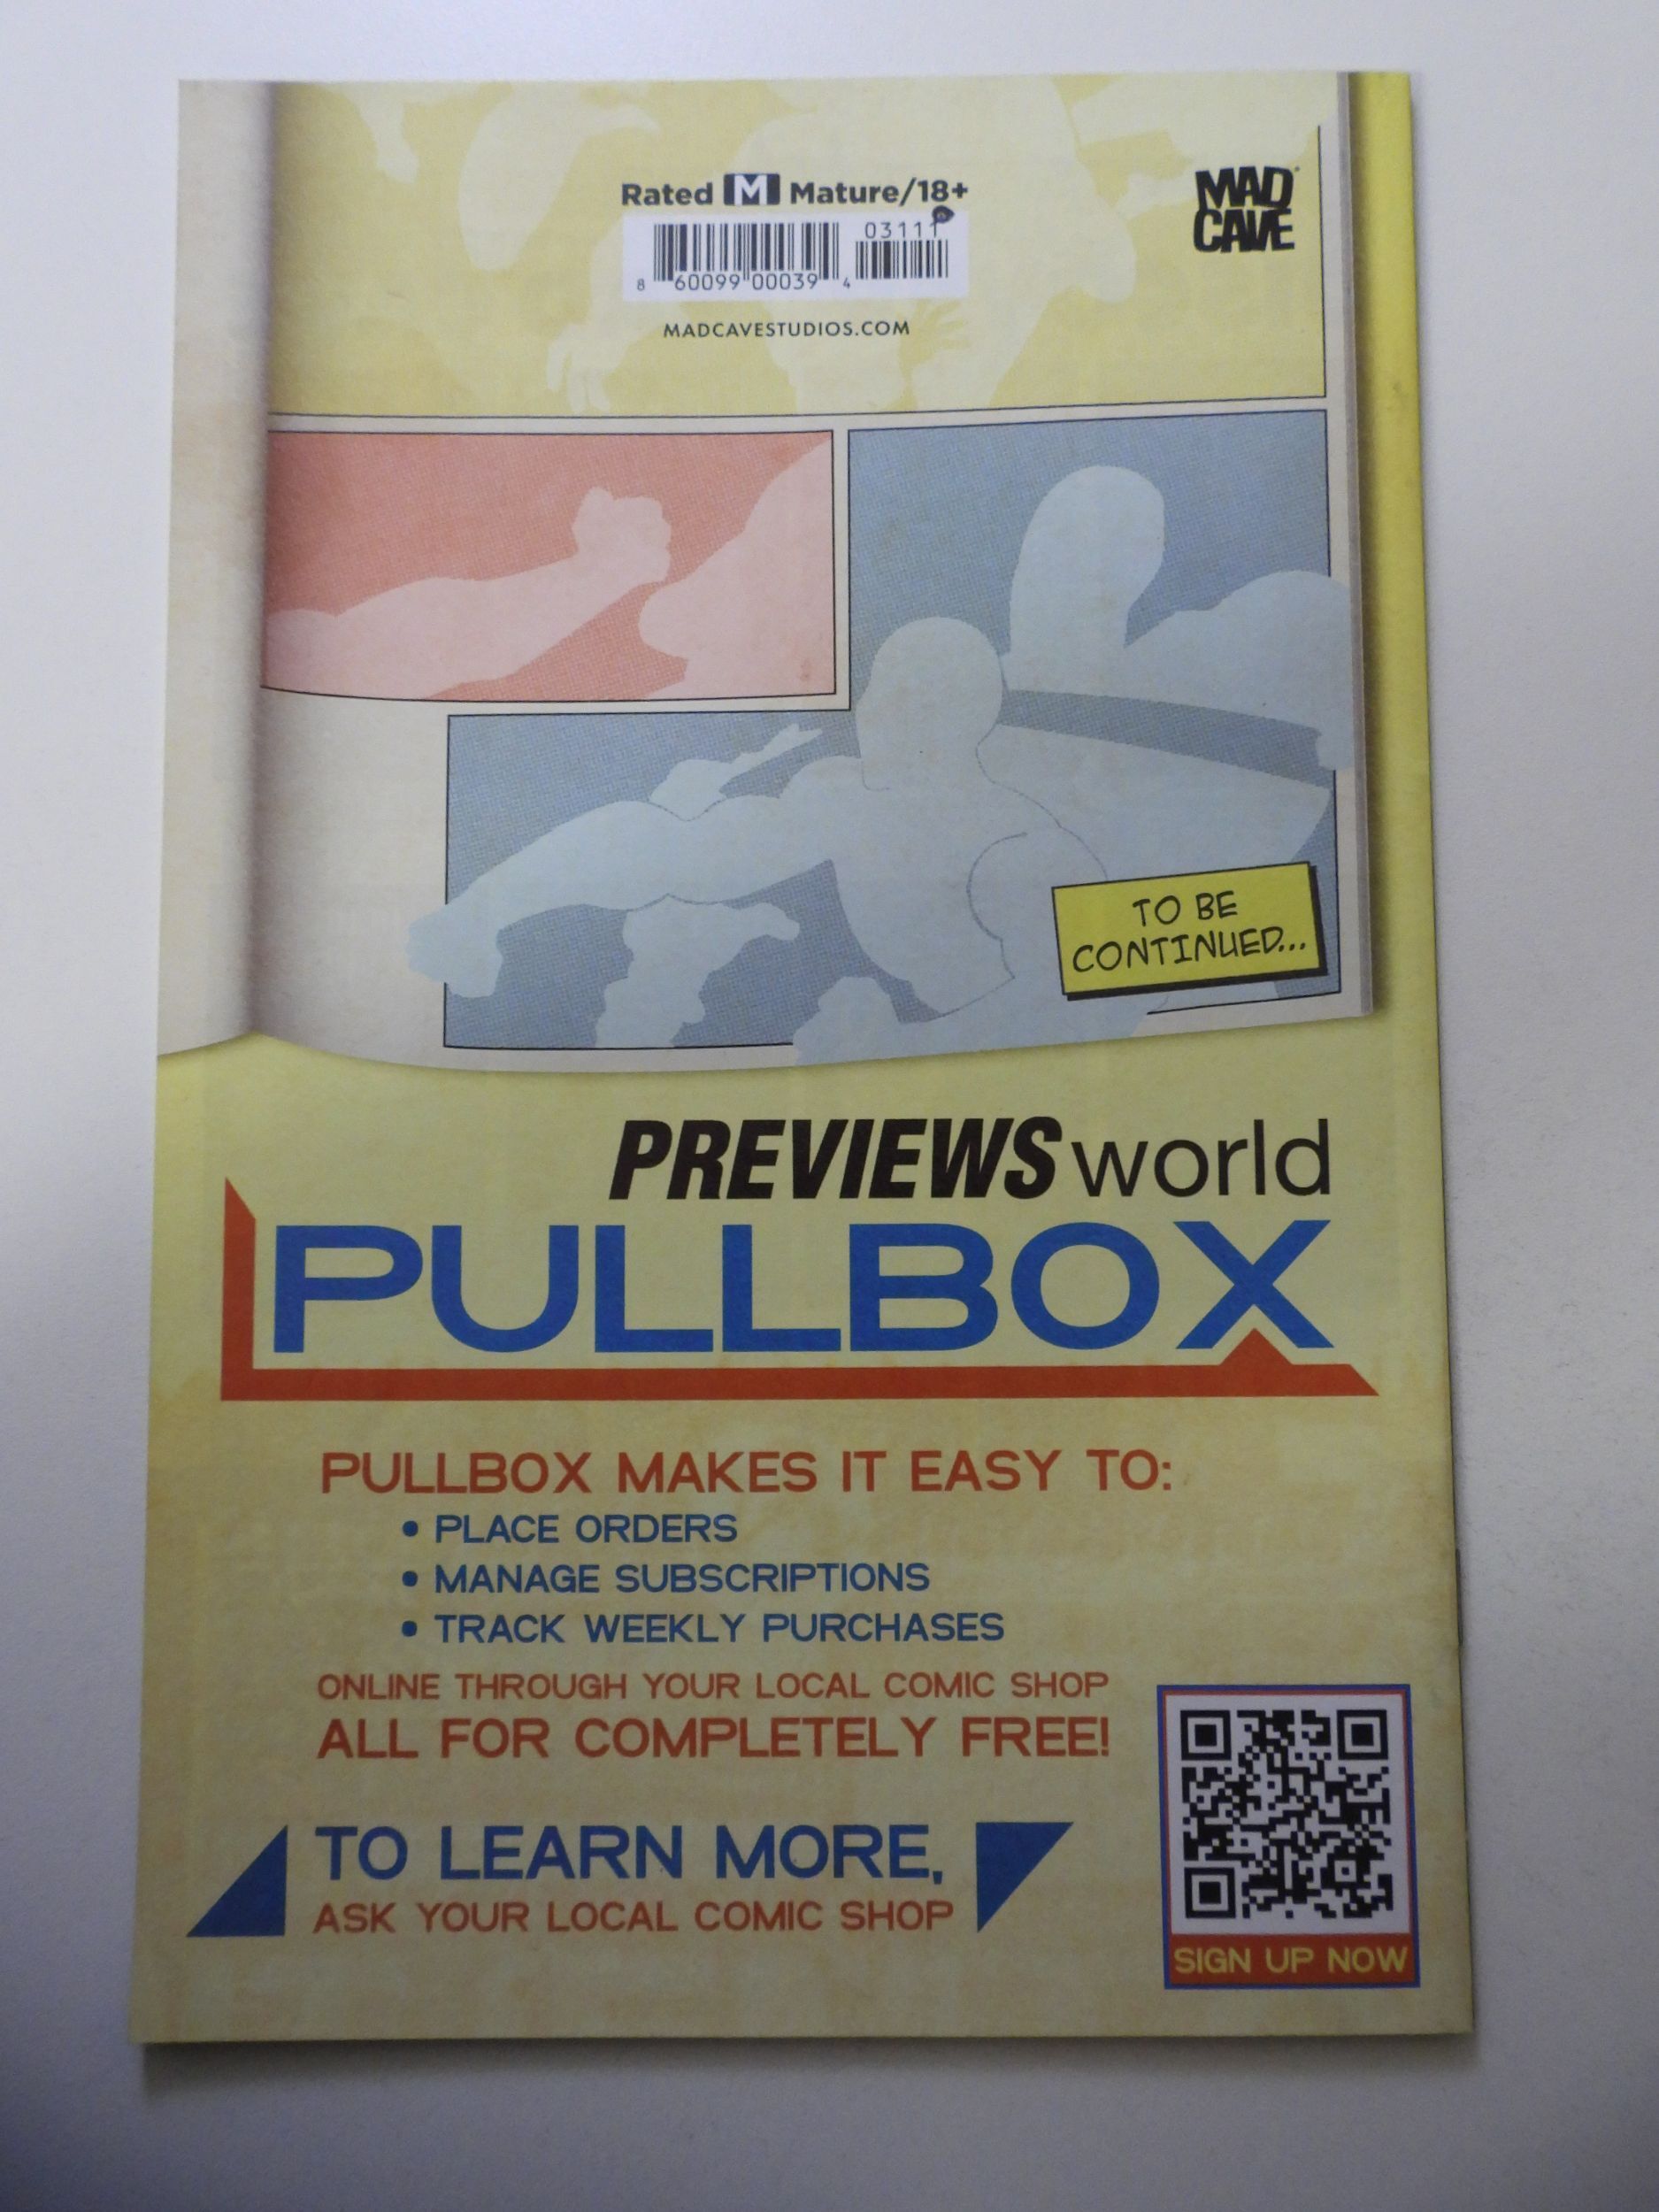 Rated M Mature/18+
MAD
CAVE
03111
8 60099 00039 4
MADCAVESTUDIOS.COM
TO BE
CONTINUED...
PREVIEWSworld
PULLBOX
PULLBOX MAKES IT EASY TO:
• PLACE ORDERS
• MANAGE SUBSCRIPTIONS
• TRACK WEEKLY PURCHASES
ONLINE THROUGH YOUR LOCAL COMIC SHOP
ALL FOR COMPLETELY FREE!
TO LEARN MORE,
ASK YOUR LOCAL COMIC SHOP
SIGN UP NOW